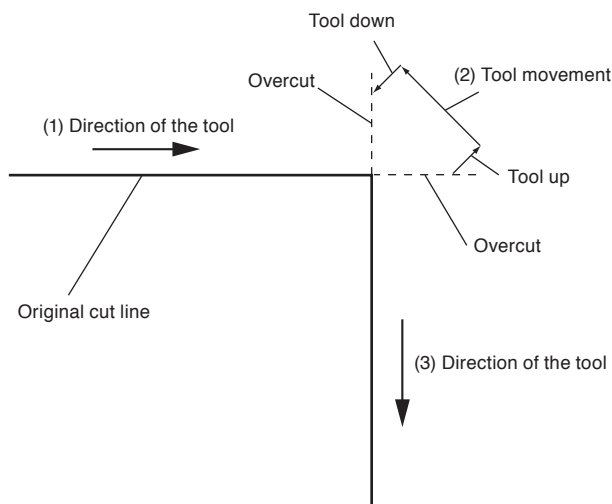 Tool down
(2) Tool movement
Overcut
(1) Direction of the tool
Tool up
Overcut
Original cut line
(3) Direction of the tool